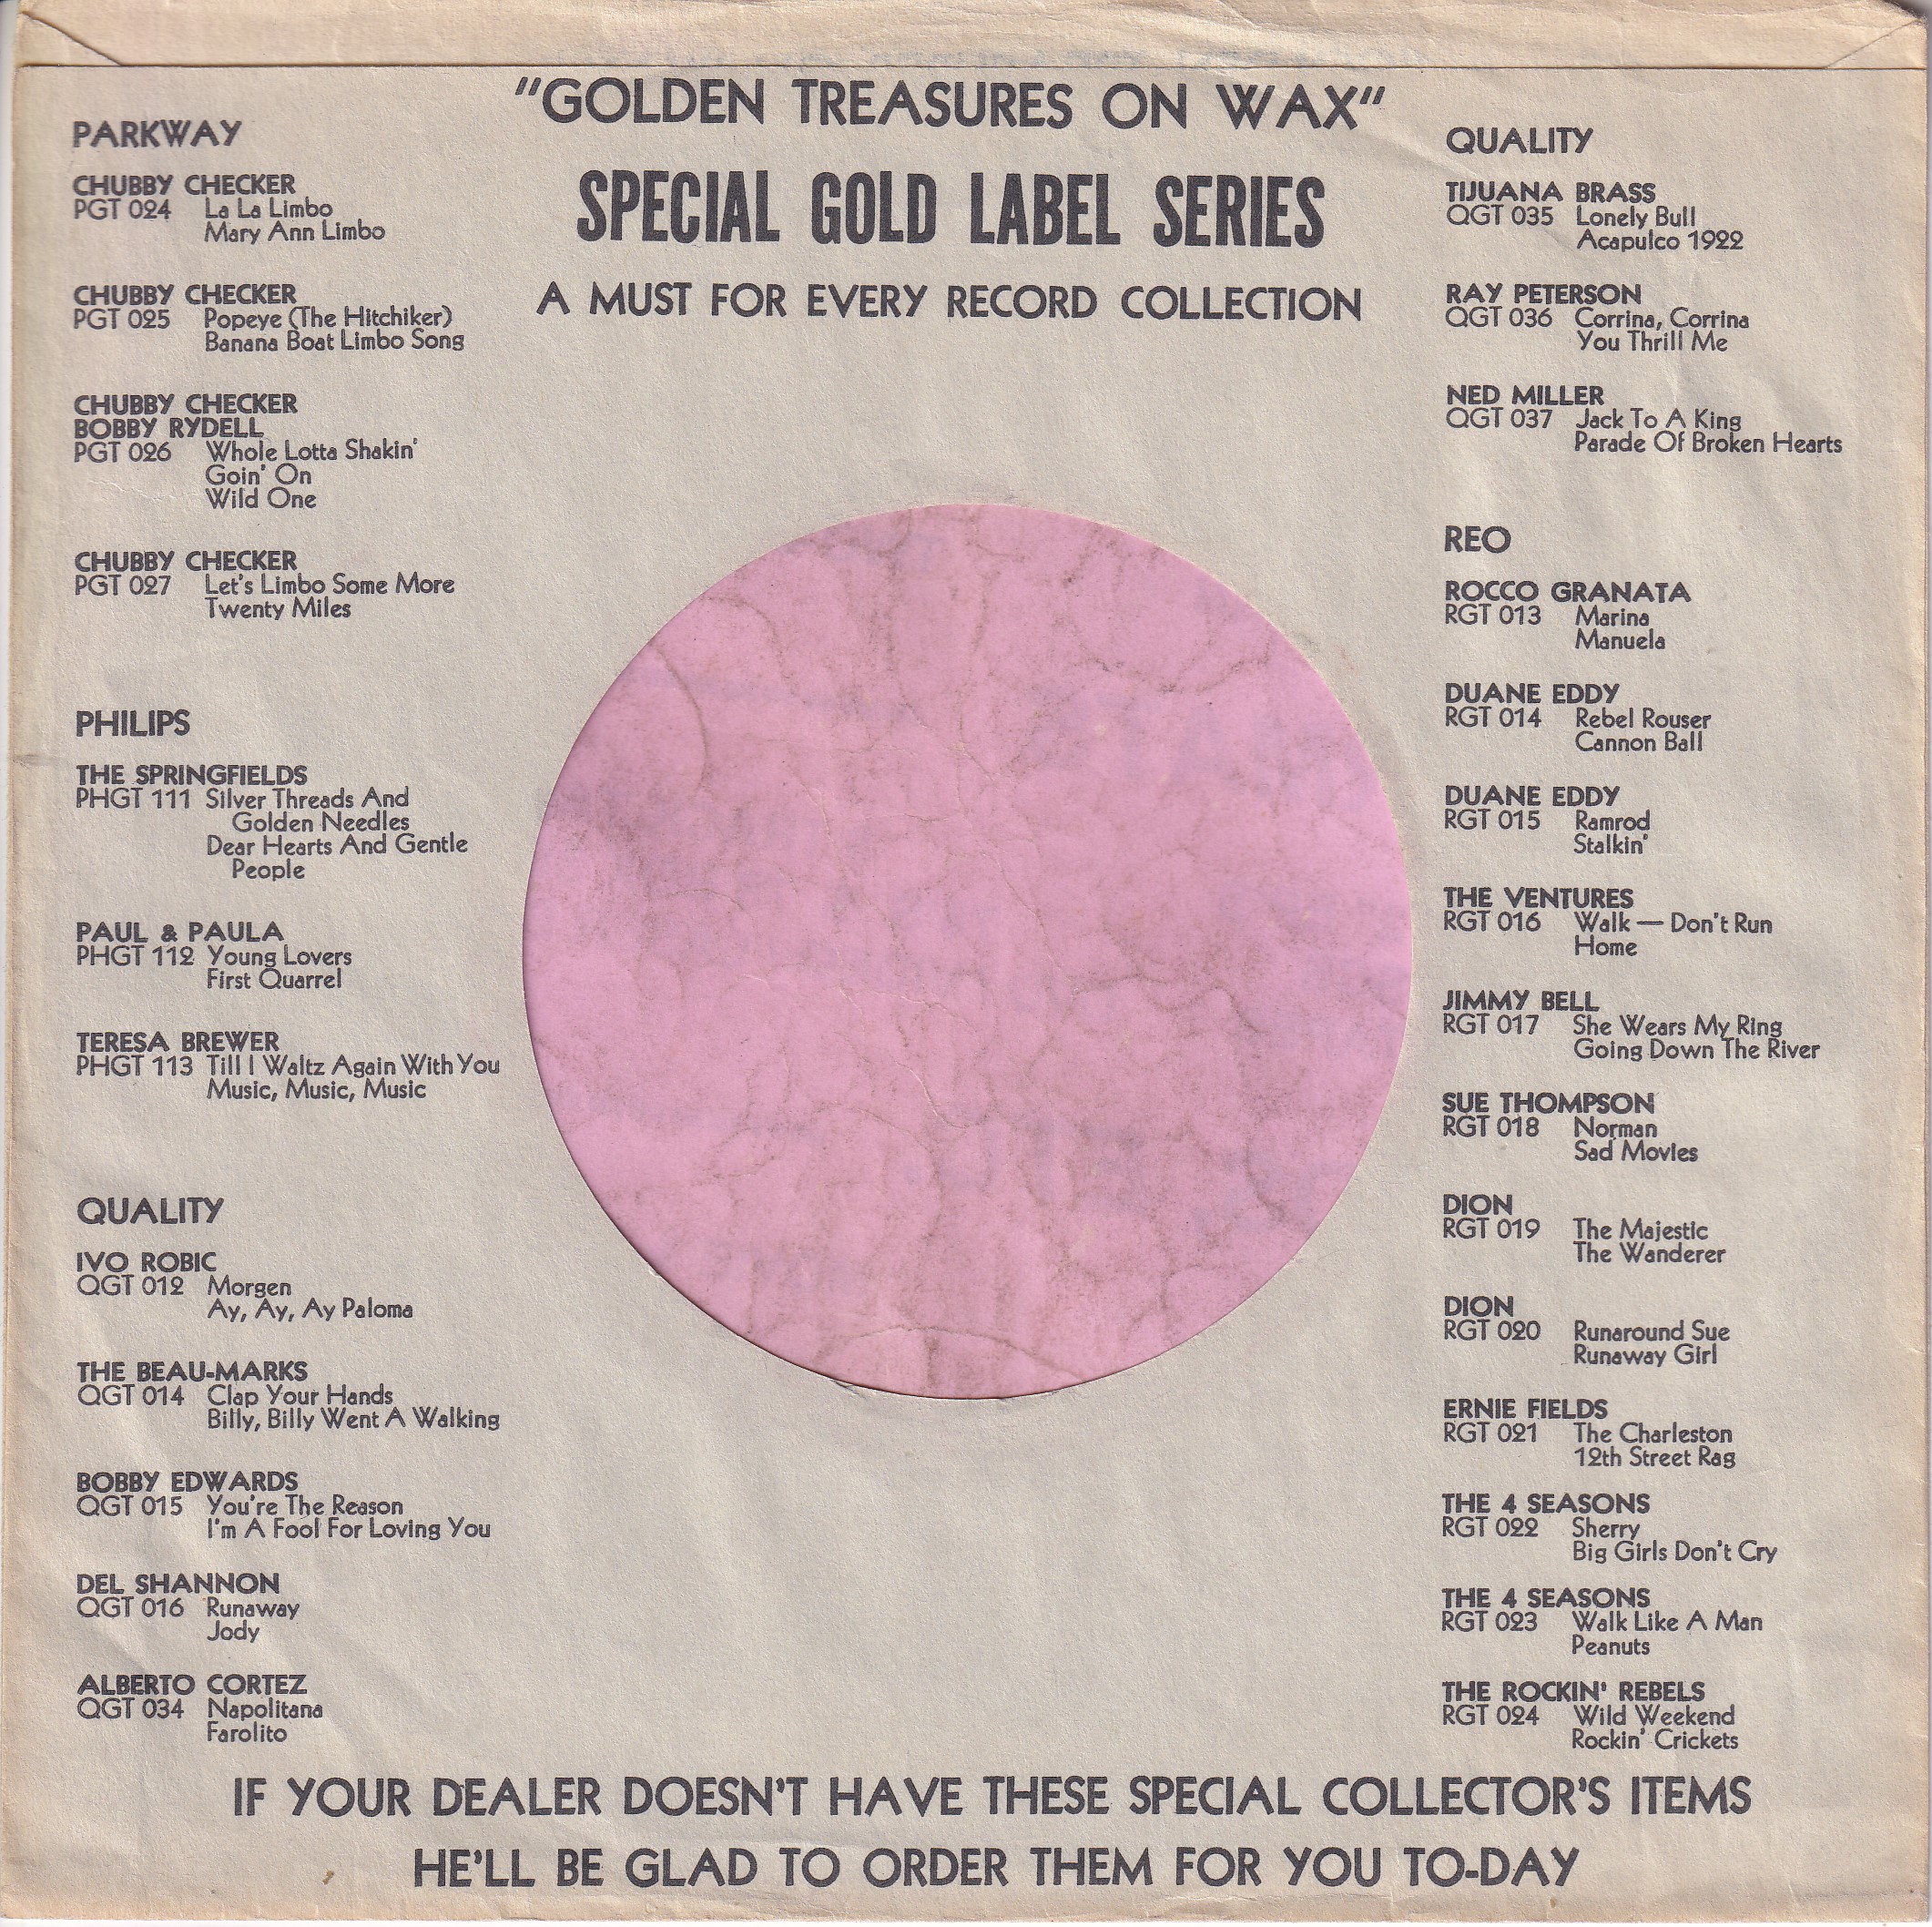 "GOLDEN TREASURES ON WAX"
SPECIAL GOLD LABEL SERIES
A MUST FOR EVERY RECORD COLLECTION
PARKWAY
CHUBBY CHECKER
PGT 024 La La Limbo
Mary Ann Limbo
CHUBBY CHECKER
PGT 025 Popeye (The Hitchiker)
Banana Boat Limbo Song
CHUBBY CHECKER
BOBBY RYDELL
PGT 026 Whole Lotta Shakin'
Goin' On
Wild One
CHUBBY CHECKER
PGT 027 Let's Limbo Some More
Twenty Miles
PHILIPS
THE SPRINGFIELDS
PHGT 111 Silver Threads And
Golden Needles
Dear Hearts And Gentle
People
PAUL & PAULA
PHGT 112 Young Lovers
First Quarrel
TERESA BREWER
PHGT 113 Till I Waltz Again With You
Music, Music, Music
QUALITY
IVO ROBIC
QGT 012 Morgen
Ay, Ay, Ay Paloma
THE BEAU-MARKS
QGT 014 Clap Your Hands
Billy, Billy Went A Walking
BOBBY EDWARDS
QGT 015 You're The Reason
I'm A Fool For Loving You
DEL SHANNON
QGT 016 Runaway
Jody
ALBERTO CORTEZ
QGT 034 Napolitana
Farolito
QUALITY
TIJUANA BRASS
QGT 035 Lonely Bull
Acapulco 1922
RAY PETERSON
QGT 036 Corrina, Corrina
You Thrill Me
NED MILLER
QGT 037 Jack To A King
Parade Of Broken Hearts
REO
ROCCO GRANATA
RGT 013 Marina
Manuela
DUANE EDDY
RGT 014 Rebel Rouser
Cannon Ball
DUANE EDDY
RGT 015 Ramrod
Stalkin'
THE VENTURES
RGT 016 Walk — Don't Run
Home
JIMMY BELL
RGT 017 She Wears My Ring
Going Down The River
SUE THOMPSON
RGT 018 Norman
Sad Movies
DION
RGT 019 The Majestic
The Wanderer
DION
RGT 020 Runaround Sue
Runaway Girl
ERNIE FIELDS
RGT 021 The Charleston
12th Street Rag
THE 4 SEASONS
RGT 022 Sherry
Big Girls Don't Cry
THE 4 SEASONS
RGT 023 Walk Like A Man
Peanuts
THE ROCKIN' REBELS
RGT 024 Wild Weekend
Rockin' Crickets
IF YOUR DEALER DOESN'T HAVE THESE SPECIAL COLLECTOR'S ITEMS
HE'LL BE GLAD TO ORDER THEM FOR YOU TO-DAY